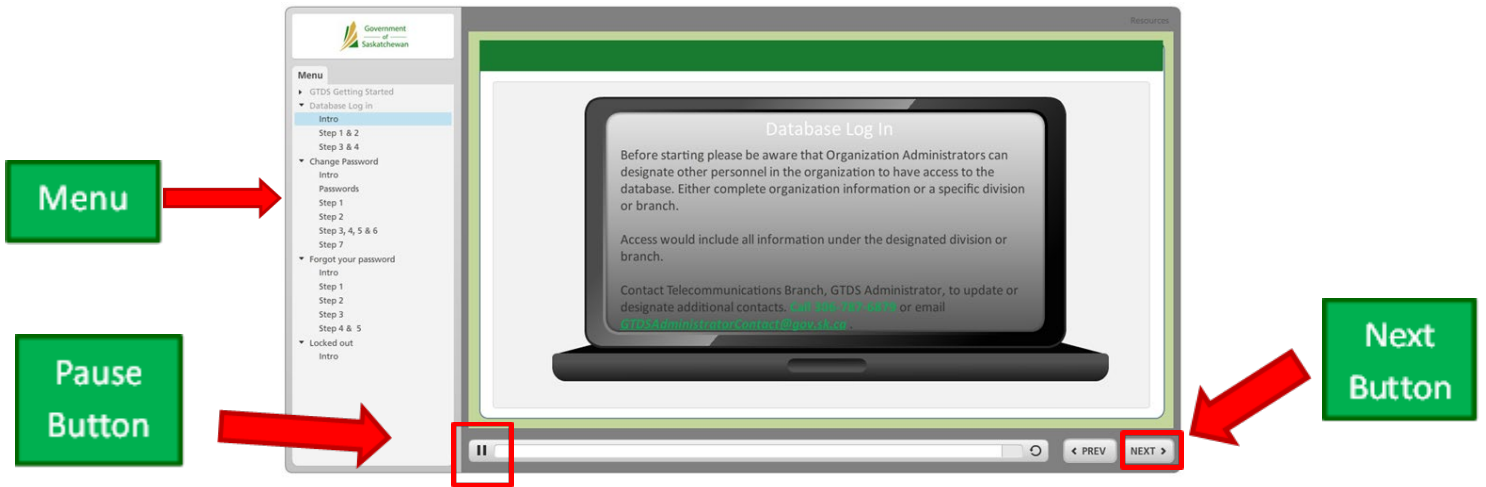 Government
of
Saskatchewan
Resources
Menu
GTDS Getting Started
Database Log in
Intro
Step 1 & 2
Step 3 & 4
Change Password
Intro
Passwords
Step 1
Step 2
Step 3, 4, 5 & 6
Step 7
Forgot your password
Intro
Step 1
Step 2
Step 3
Step 4 & 5
Locked out
Intro
Menu
Pause
Button
Database Log In
Before starting please be aware that Organization Administrators can
designate other personnel in the organization to have access to the
database. Either complete organization information or a specific division
or branch.
Access would include all information under the designated division or
branch.
Contact Telecommunications Branch, GTDS Administrator, to update or
designate additional contacts. Call or email
GTDSAdministratorContact@gov.sk.ca .
PREV
NEXT
Next
Button